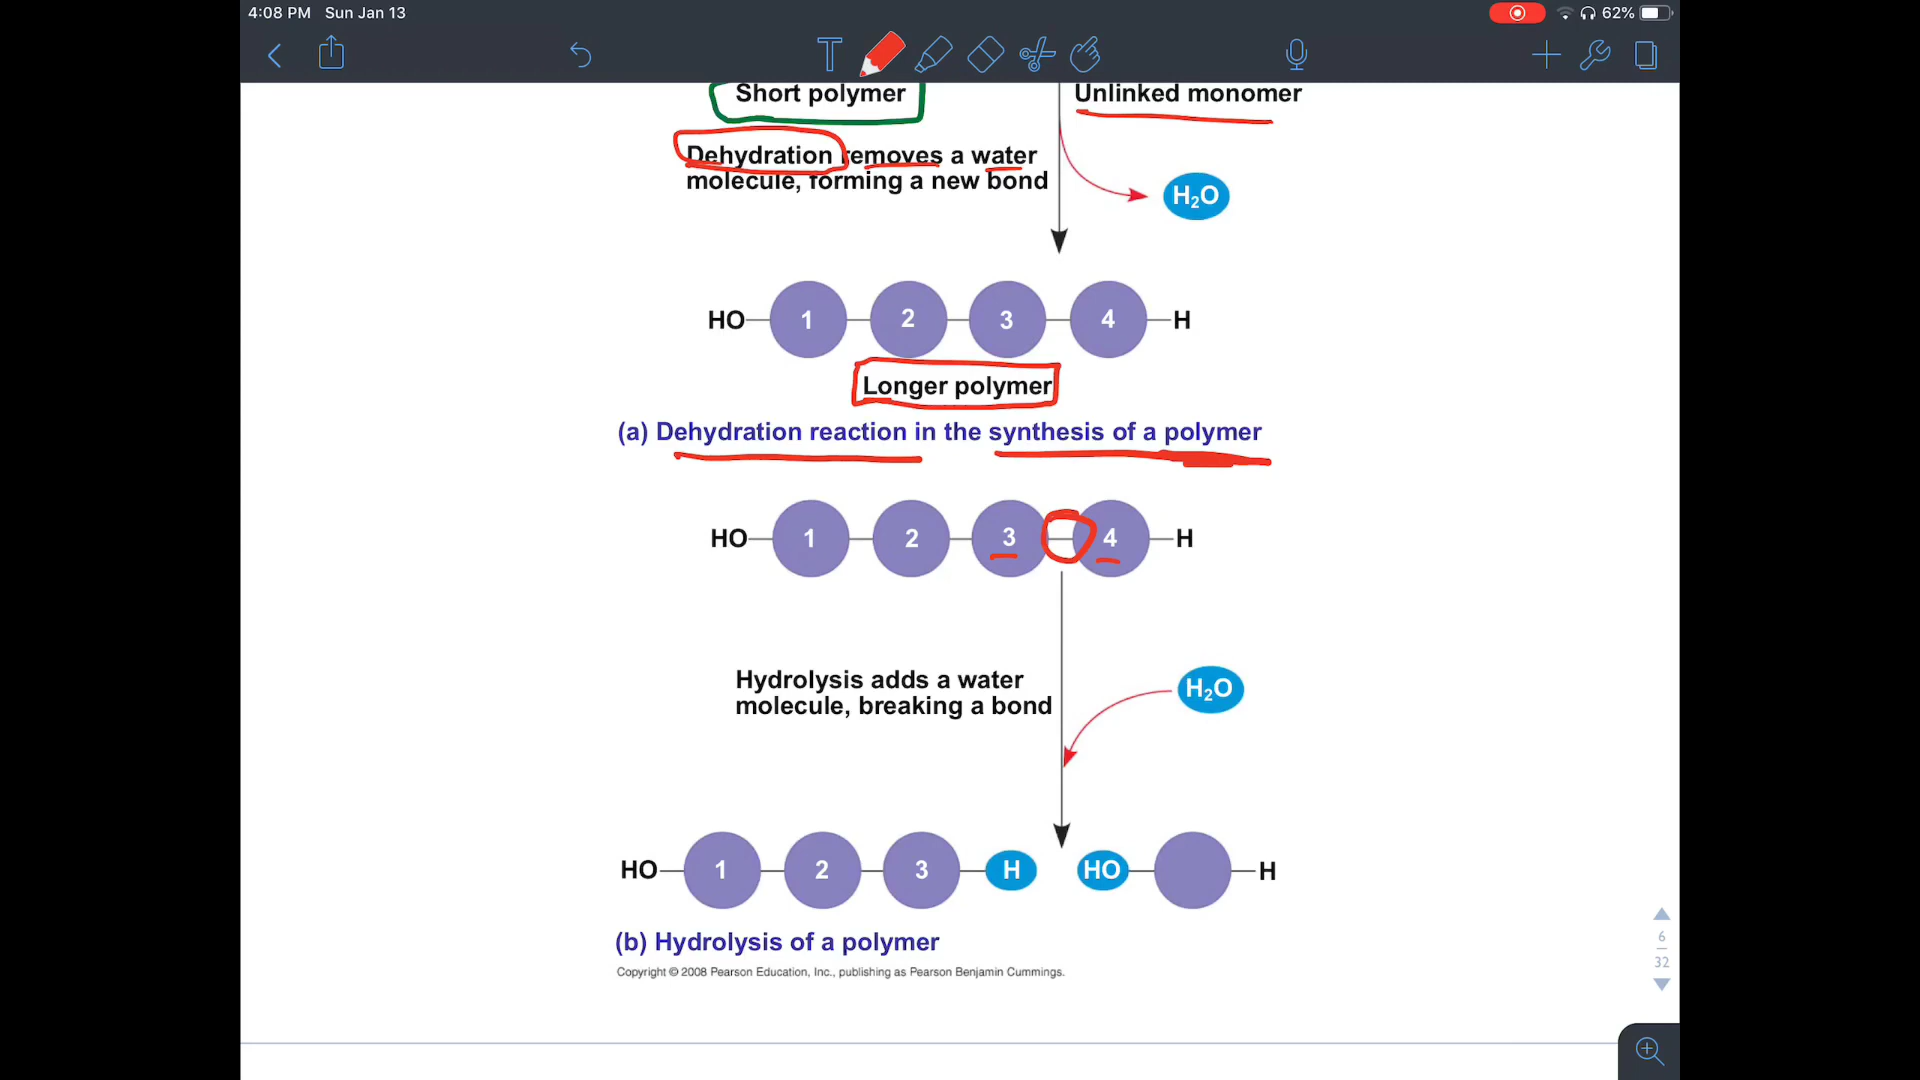 4:08 PM Sun Jan 13
62%
T
Short polymer
Unlinked monomer
Dehydration removes a water
molecule, forming a new bond
H₂O
HO 1 2 3 4 H
Longer polymer
(a) Dehydration reaction in the synthesis of a polymer
HO 1 2 3 4 H
Hydrolysis adds a water
molecule, breaking a bond
H₂O
HO 1 2 3 H HO H
(b) Hydrolysis of a polymer
Copyright © 2008 Pearson Education, Inc., publishing as Pearson Benjamin Cummings.
6
32